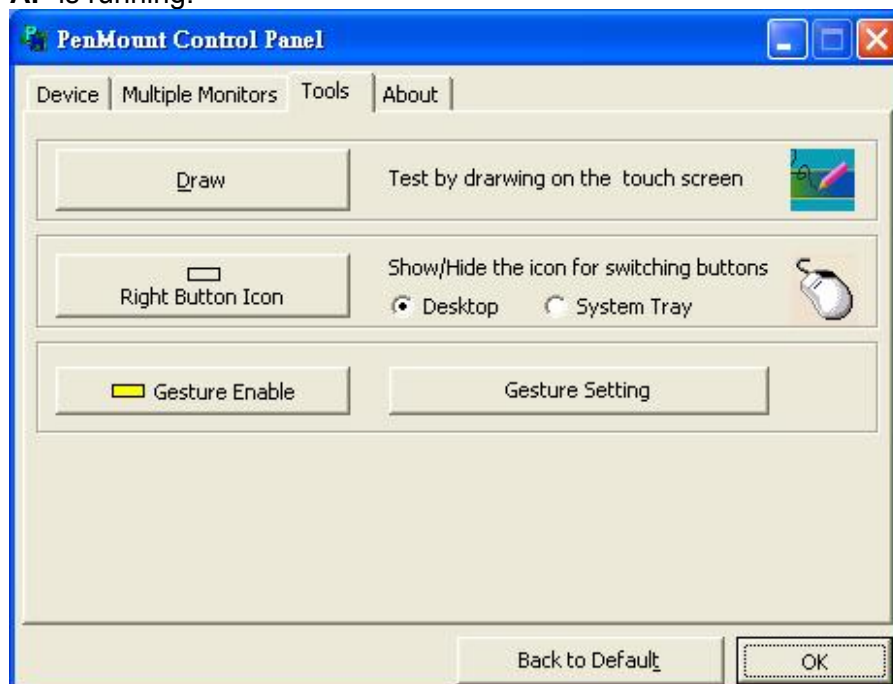 is running.
PenMount Control Panel
Device Multiple Monitors Tools About
Draw
Test by drarwing on the touch screen
Right Button Icon
Show/Hide the icon for switching buttons
Desktop System Tray
Gesture Enable
Gesture Setting
Back to Default
OK